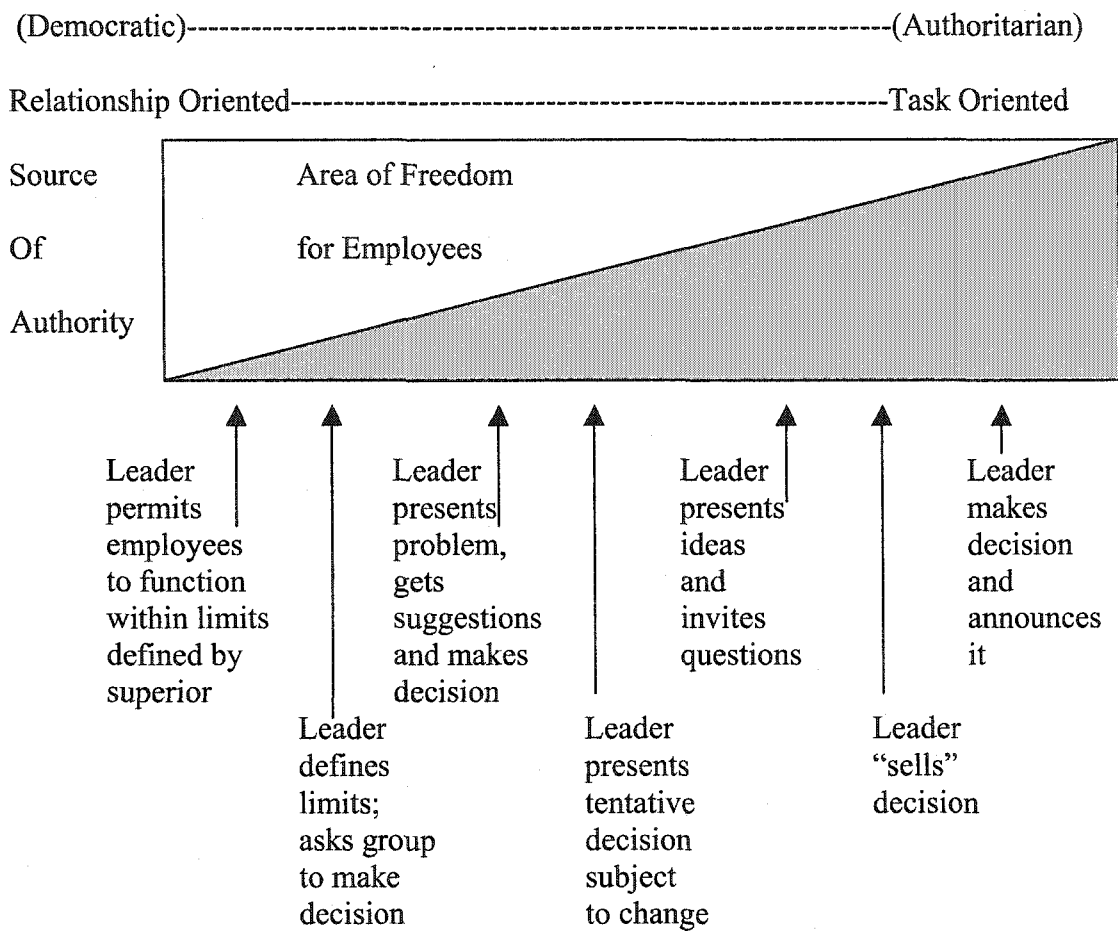 (Democratic)--------------------------------------------------------------(Authoritarian)
Relationship Oriented----------------------------------------------------Task Oriented
Source
Of
Authority
Area of Freedom
for Employees
Leader
permits
employees
to function
within limits
defined by
superior
Leader
defines
limits;
asks group
to make
decision
Leader
presents
problem,
gets
suggestions
and makes
decision
Leader
presents
tentative
decision
subject
to change
Leader
presents
ideas
and
invites
questions
Leader
“sells”
decision
Leader
makes
decision
and
announces
it